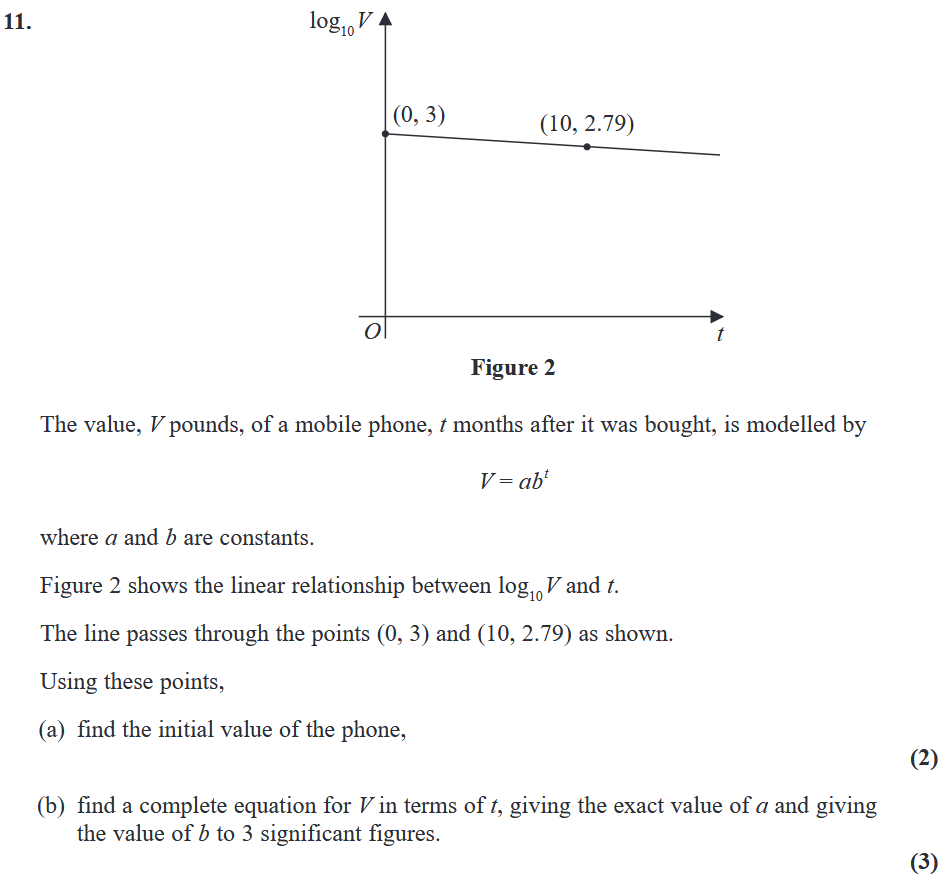 11.
log₁₀ V
(0, 3)
(10, 2.79)
O
t
Figure 2
The value, V pounds, of a mobile phone, t months after it was bought, is modelled by
V = abᵗ
where a and b are constants.
Figure 2 shows the linear relationship between log₁₀ V and t.
The line passes through the points (0, 3) and (10, 2.79) as shown.
Using these points,
(a) find the initial value of the phone,
(2)
(b) find a complete equation for V in terms of t, giving the exact value of a and giving
the value of b to 3 significant figures.
(3)